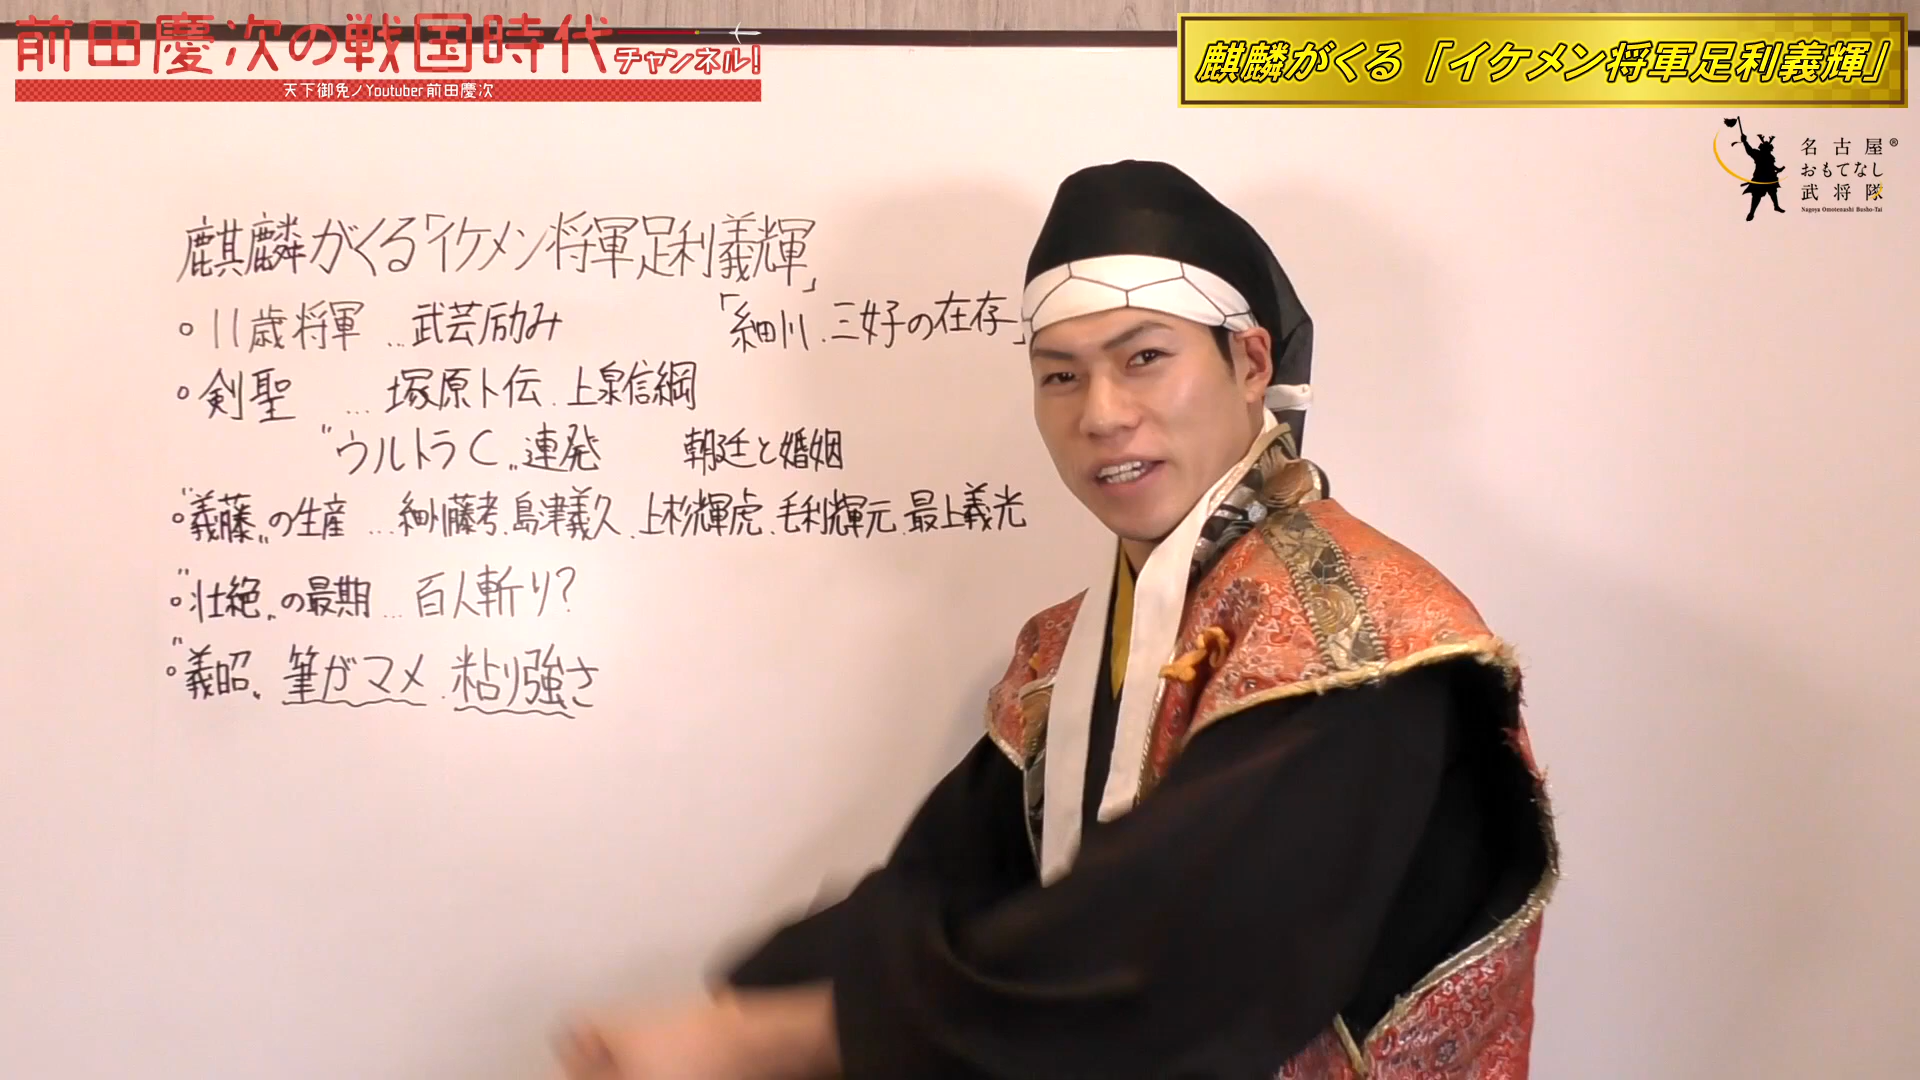 前田慶次の戦国時代チャンネル!
天下御免ノYoutuber前田慶次
麒麟がくる「イケメン将軍足利義輝」
名古屋®
おもてなし
武将隊
Nagoya Omotenashi Busho-Tai
麒麟がくる「イケメン将軍足利義輝」
○11歳将軍…武芸励み 「細川、三好の在存」
○剣聖 …塚原卜伝、上泉信綱
"ウルトラC"連発 朝廷と婚姻
○"義藤"の生産…細川藤考、島津義久、上杉輝虎、毛利輝元、最上義光
○"壮絶"の最期…百人斬り?
○"義昭"筆がマメ、粘り強さ